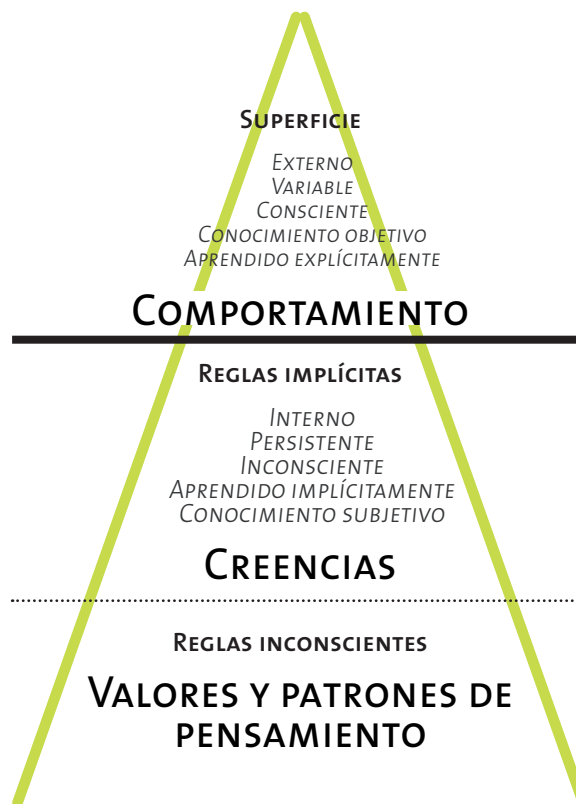 Superficie
Externo
Variable
Consciente
Conocimiento objetivo
Aprendido explícitamente
Comportamiento
Reglas implícitas
Interno
Persistente
Inconsciente
Aprendido implícitamente
Conocimiento subjetivo
Creencias
Reglas inconscientes
Valores y patrones de
pensamiento